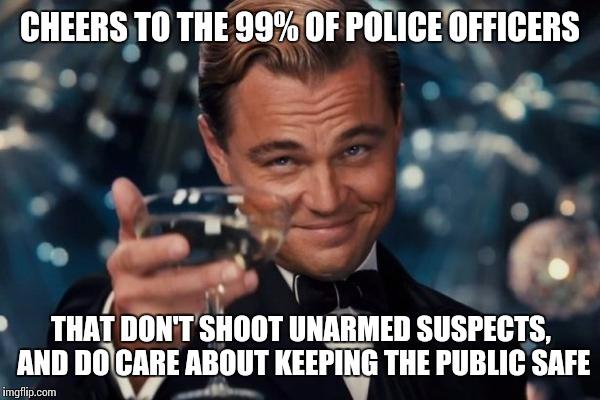 CHEERS TO THE 99% OF POLICE OFFICERS
THAT DON'T SHOOT UNARMED SUSPECTS,
AND DO CARE ABOUT KEEPING THE PUBLIC SAFE
imgflip.com